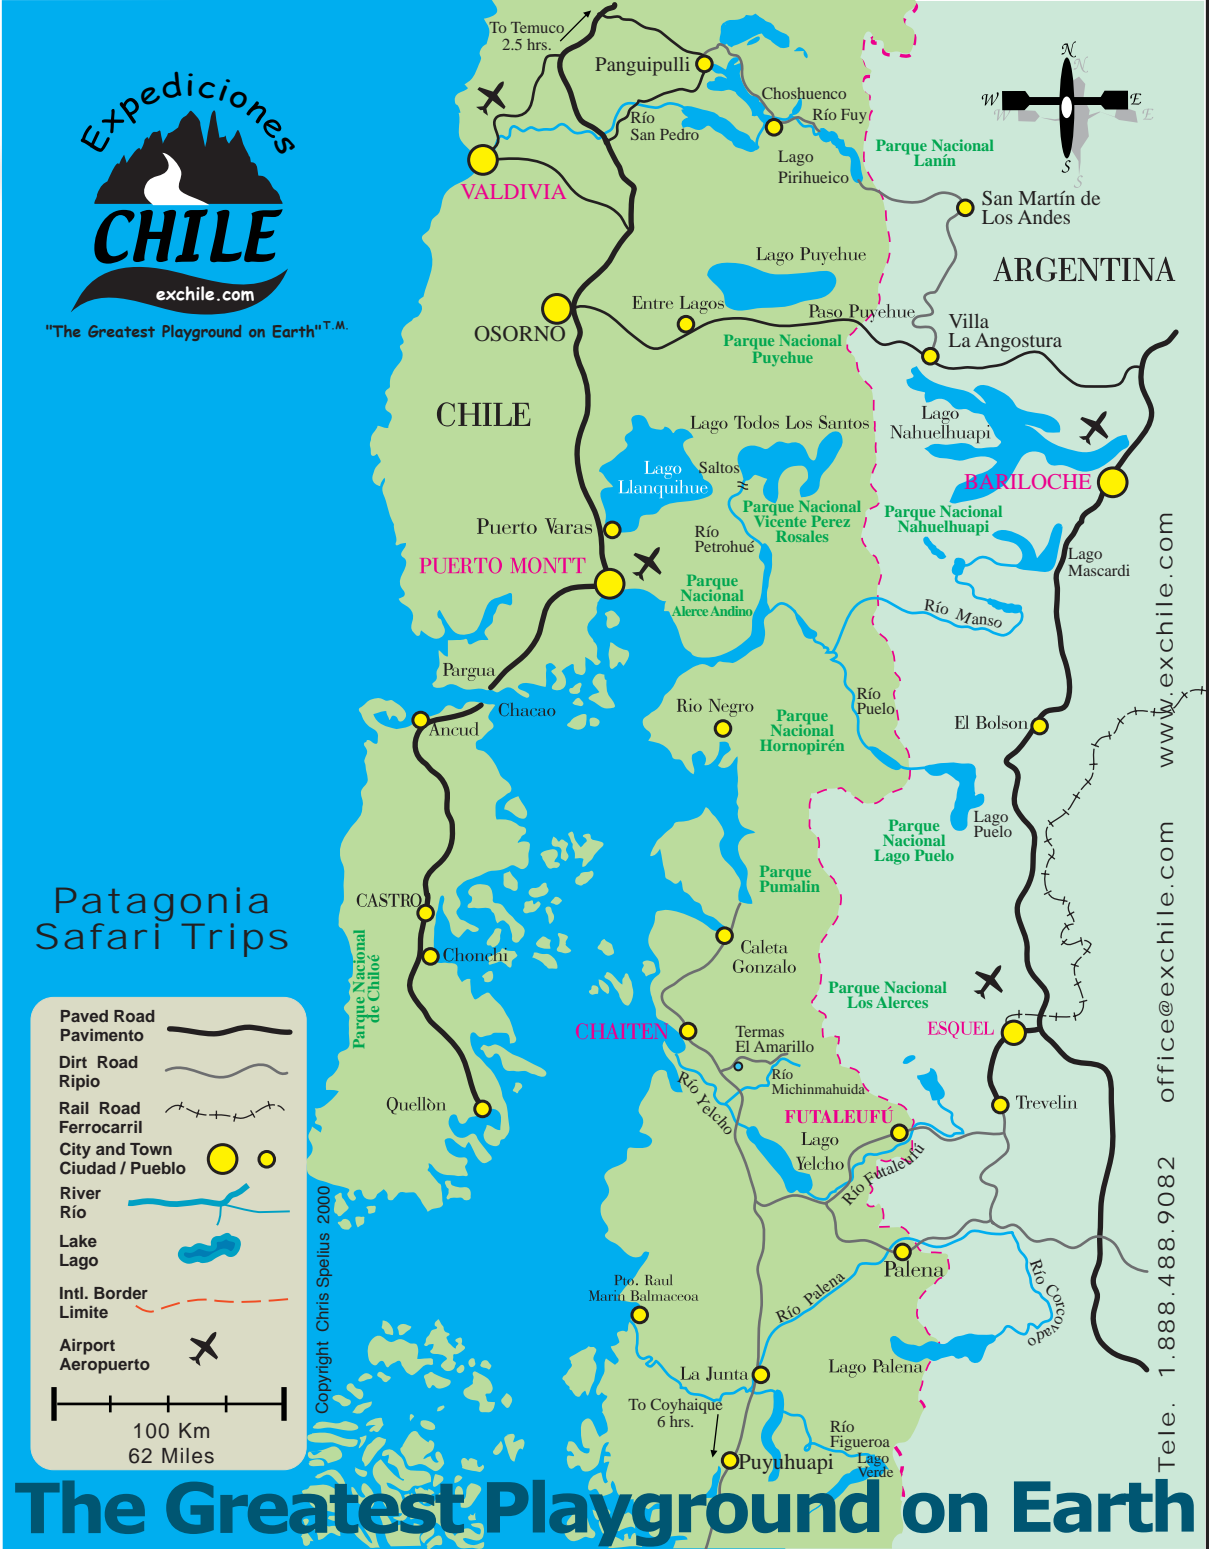 To Temuco
2.5 hrs.
Panguipulli
Choshuenco
Río Fuy
Río
San Pedro
Lago
Pirihueico
Parque Nacional
Lanín
N
N
W
E
W
E
S
S
Expediciones
CHILE
exchile.com
"The Greatest Playground on Earth" T.M.
VALDIVIA
San Martín de
Los Andes
ARGENTINA
Lago Puyehue
Entre Lagos
Paso Puyehue
OSORNO
Parque Nacional
Puyehue
Villa
La Angostura
CHILE
Lago Todos Los Santos
Lago
Nahuelhuapi
Lago
Llanquihue
Saltos
BARILOCHE
Parque Nacional
Vicente Perez
Rosales
Parque Nacional
Nahuelhuapi
Puerto Varas
Río
Petrohué
PUERTO MONTT
Lago
Mascardi
Parque
Nacional
Alerce Andino
Río Manso
Pargua
Chacao
Ancud
Rio Negro
Río
Puelo
Parque
Nacional
Hornopirén
El Bolson
www.exchile.com
Lago
Puelo
Parque
Nacional
Lago Puelo
Parque
Pumalin
Patagonia
Safari Trips
CASTRO
Chonchi
Parque Nacional
de Chiloé
Caleta
Gonzalo
Parque Nacional
Los Alerces
CHAITEN
Termas
El Amarillo
ESQUEL
office@exchile.com
Río
Michinmahuida
Río Yelcho
FUTALEUFÚ
Trevelin
Quellòn
Lago
Yelcho
Río Futaleufú
Palena
Pto. Raul
Marin Balmaceoa
Río Palena
Río Corcovado
Lago Palena
La Junta
To Coyhaique
6 hrs.
Río
Figueroa
Lago
Verde
Puyuhuapi
Tele. 1.888.488.9082
Paved Road
Pavimento
Dirt Road
Ripio
Rail Road
Ferrocarril
City and Town
Ciudad / Pueblo
River
Río
Lake
Lago
Intl. Border
Limite
Airport
Aeropuerto
100 Km
62 Miles
Copyright Chris Spelius 2000
The Greatest Playground on Earth